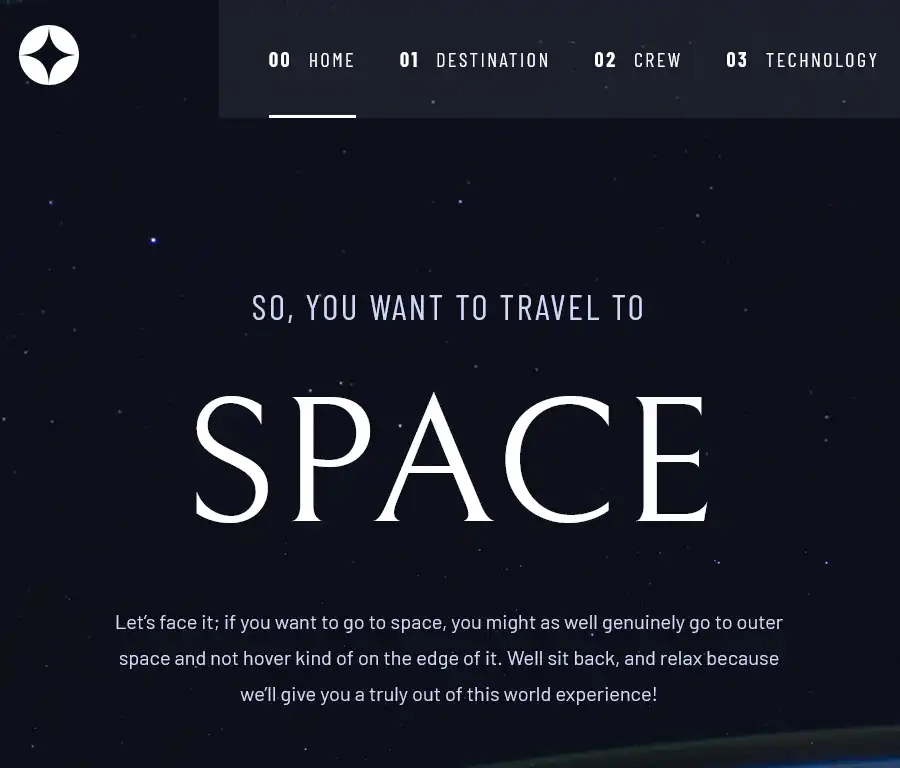 00 HOME 01 DESTINATION 02 CREW 03 TECHNOLOGY
SO, YOU WANT TO TRAVEL TO
SPACE
Let’s face it; if you want to go to space, you might as well genuinely go to outer
space and not hover kind of on the edge of it. Well sit back, and relax because
we’ll give you a truly out of this world experience!